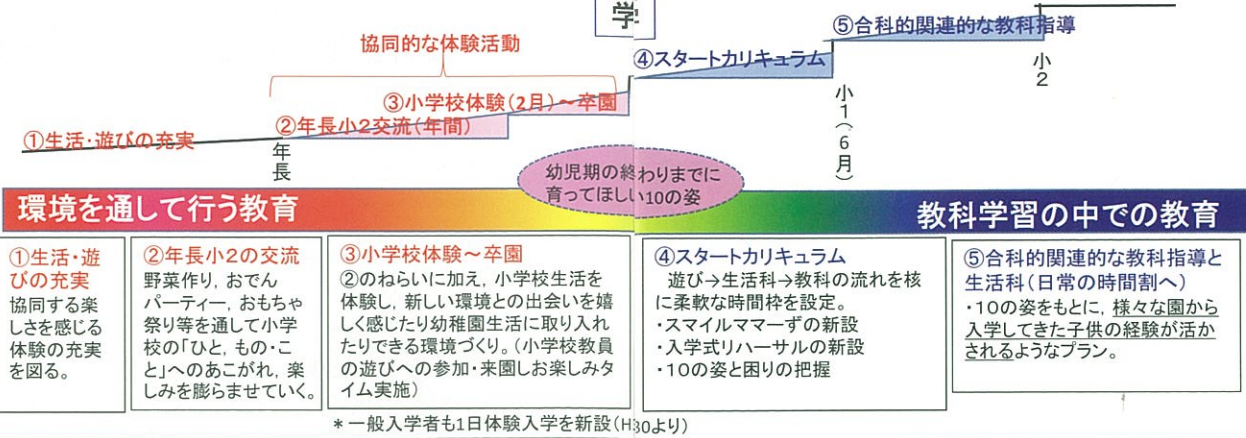 学
協同的な体験活動
⑤合科的関連的な教科指導
④スタートカリキュラム
小2
③小学校体験(2月)～卒園
小1(6月)
②年長小2交流(年間)
①生活・遊びの充実
年長
幼児期の終わりまでに
育ってほしい10の姿
環境を通して行う教育
教科学習の中での教育
①生活・遊
びの充実
協同する楽
しさを感じる
体験の充実
を図る。
②年長小2の交流
野菜作り, おでん
パーティー, おもちゃ
祭り等を通して小学
校の「ひと, もの・こ
と」へのあこがれ, 楽
しみを膨らませていく。
③小学校体験～卒園
②のねらいに加え, 小学校生活を
体験し, 新しい環境との出会いを嬉
しく感じたり幼稚園生活に取り入れ
たりできる環境づくり。(小学校教員
の遊びへの参加・来園しお楽しみタ
イム実施)
④スタートカリキュラム
遊び→生活科→教科の流れを核
に柔軟な時間枠を設定。
・スマイルママーずの新設
・入学式リハーサルの新設
・10の姿と困りの把握
⑤合科的関連的な教科指導と
生活科(日常の時間割へ)
・10の姿をもとに, 様々な園から
入学してきた子供の経験が活か
されるようなプラン。
*一般入学者も1日体験入学を新設(H30より)